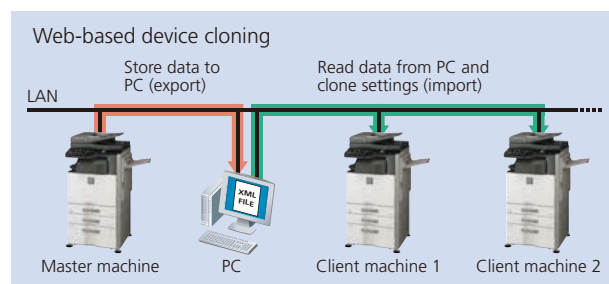 Web-based device cloning
Store data to
PC (export)
Read data from PC and
clone settings (import)
LAN
XML
FILE
Master machine
PC
Client machine 1
Client machine 2